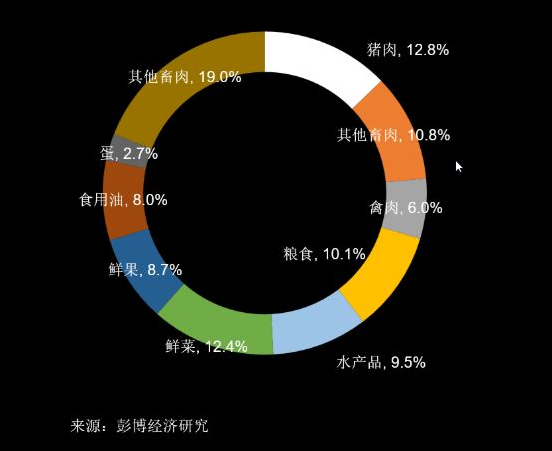 猪肉, 12.8%
其他畜肉, 19.0%
其他畜肉, 10.8%
蛋, 2.7%
食用油, 8.0%
禽肉, 6.0%
粮食, 10.1%
鲜果, 8.7%
鲜菜, 12.4%
水产品, 9.5%
来源：彭博经济研究